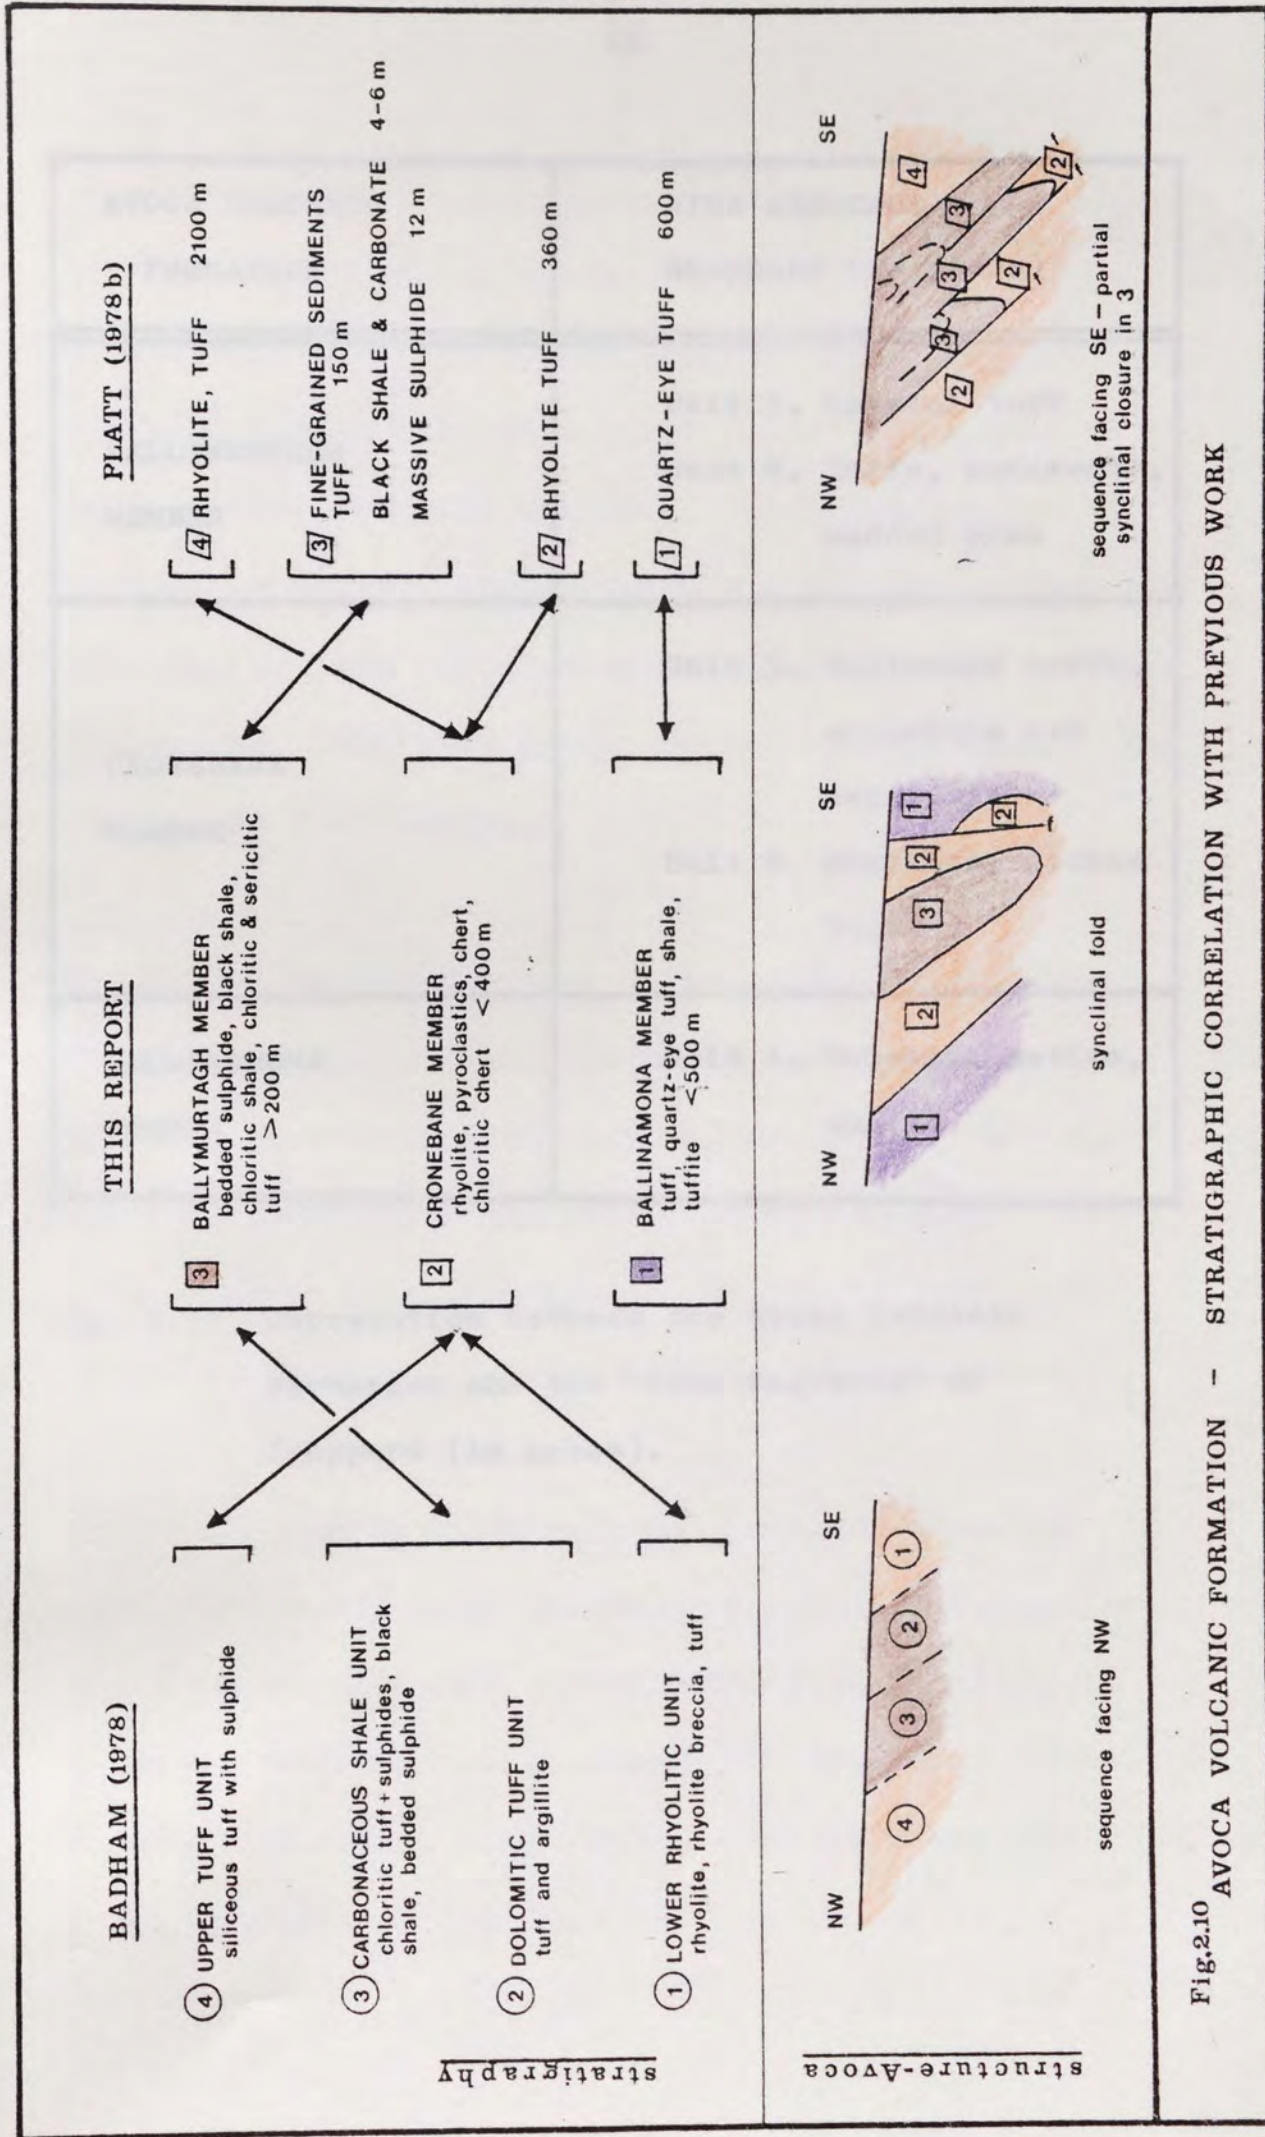 BADHAM (1978)
④ UPPER TUFF UNIT
siliceous tuff with sulphide
③ CARBONACEOUS SHALE UNIT
chloritic tuff + sulphides, black
shale, bedded sulphide
② DOLOMITIC TUFF UNIT
tuff and argillite
① LOWER RHYOLITIC UNIT
rhyolite, rhyolite breccia, tuff
THIS REPORT
3 BALLYMURTAGH MEMBER
bedded sulphide, black shale,
chloritic shale, chloritic & sericitic
tuff >200 m
2 CRONEBANE MEMBER
rhyolite, pyroclastics, chert,
chloritic chert <400 m
1 BALLINAMONA MEMBER
tuff, quartz-eye tuff, shale,
tuffite <500 m
PLATT (1978b)
4 RHYOLITE, TUFF 2100 m
3 FINE-GRAINED SEDIMENTS
TUFF 150 m
BLACK SHALE & CARBONATE 4-6 m
MASSIVE SULPHIDE 12 m
2 RHYOLITE TUFF 360 m
1 QUARTZ-EYE TUFF 600 m
stratigraphy
structure-Avoca
NW SE
④ ③ ② ①
sequence facing NW
NW SE
1 2 3 2 1
2
f
synclinal fold
NW SE
2 3 3 3 4
2 2
sequence facing SE – partial
synclinal closure in 3
Fig.2.10
AVOCA VOLCANIC FORMATION – STRATIGRAPHIC CORRELATION WITH PREVIOUS WORK